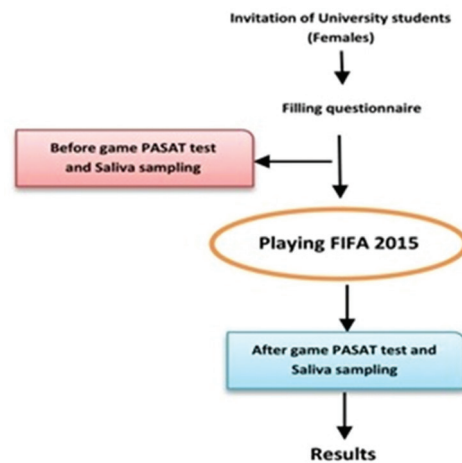 Invitation of University students
(Females)
Filling questionnaire
Before game PASAT test
and Saliva sampling
Playing FIFA 2015
After game PASAT test and
Saliva sampling
Results